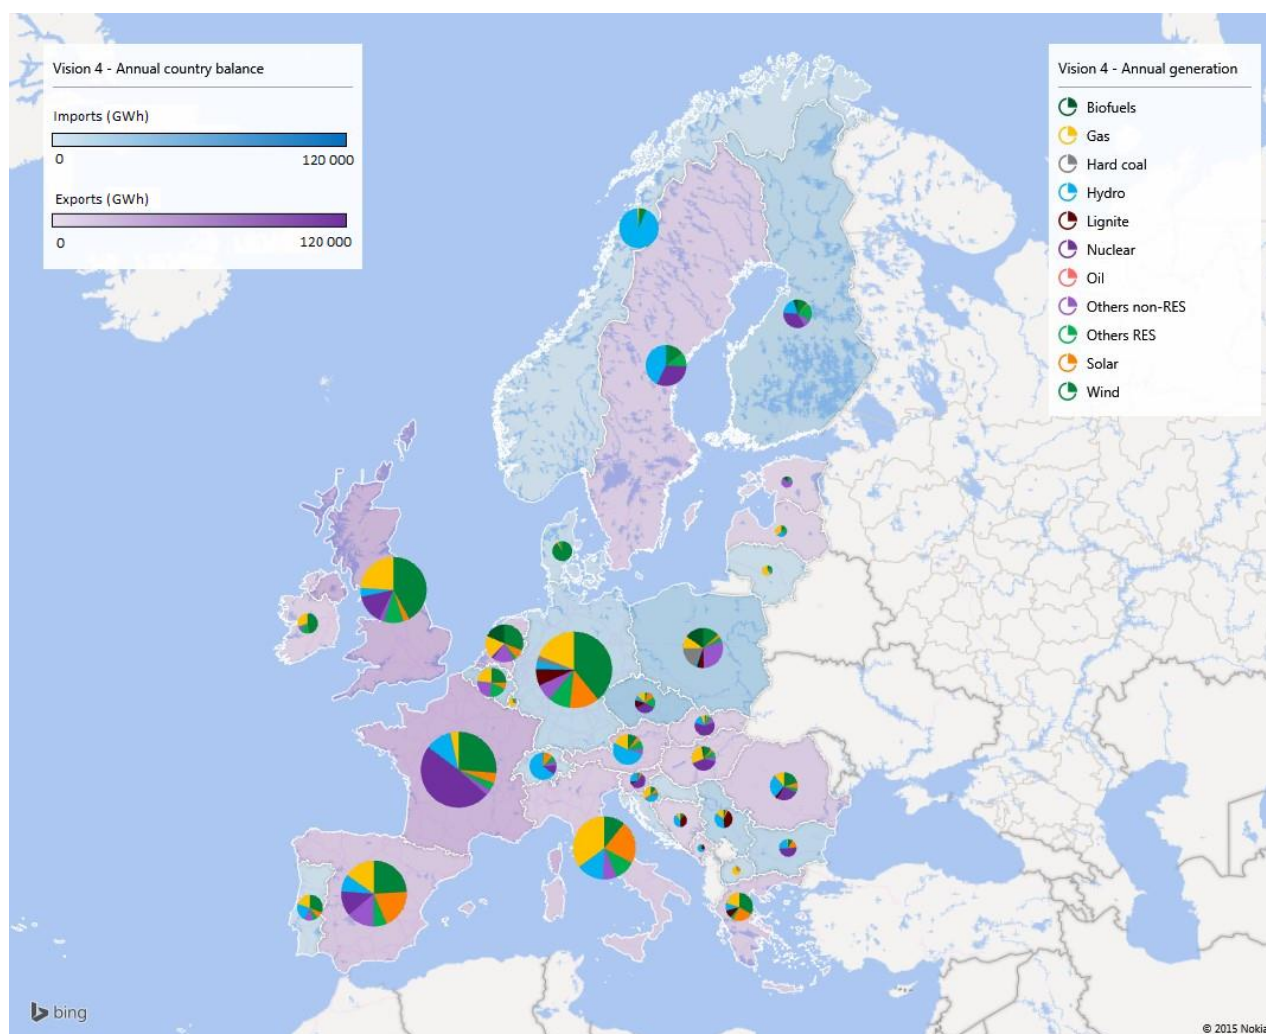 Vision 4 - Annual country balance
Imports (GWh)
0 120 000
Exports (GWh)
0 120 000
Vision 4 - Annual generation
Biofuels
Gas
Hard coal
Hydro
Lignite
Nuclear
Oil
Others non-RES
Others RES
Solar
Wind
bing
© 2015 Nokia